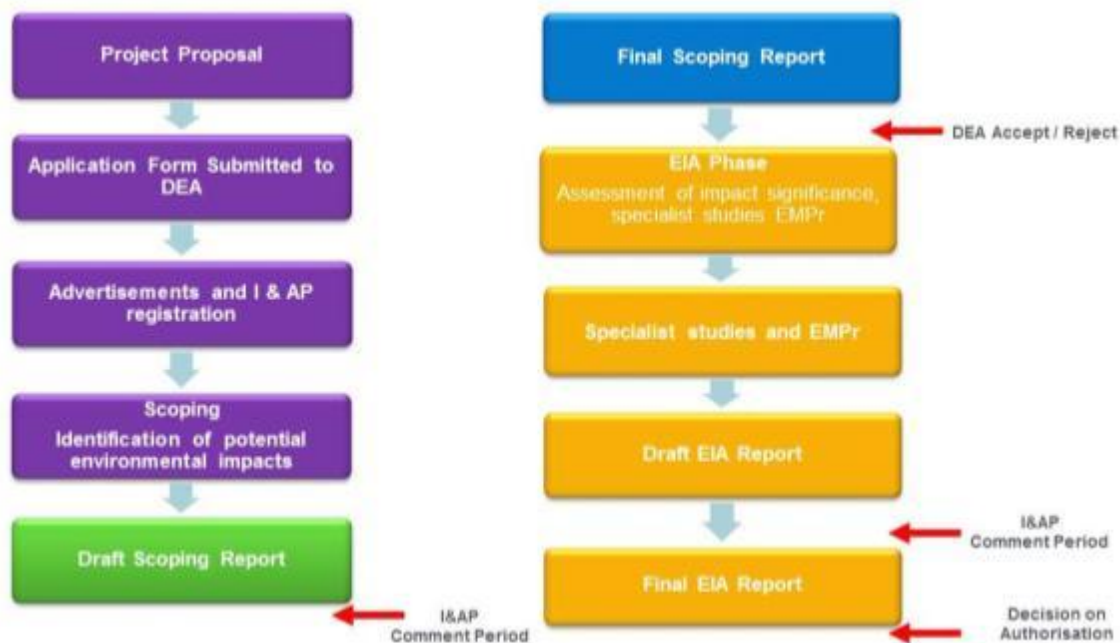 Project Proposal
Application Form Submitted to
DEA
Advertisements and I & AP
registration
Scoping
Identification of potential
environmental impacts
Draft Scoping Report
I&AP
Comment Period
Final Scoping Report
DEA Accept / Reject
EIA Phase
Assessment of impact significance,
specialist studies EMPr
Specialist studies and EMPr
Draft EIA Report
I&AP
Comment Period
Final EIA Report
Decision on
Authorisation